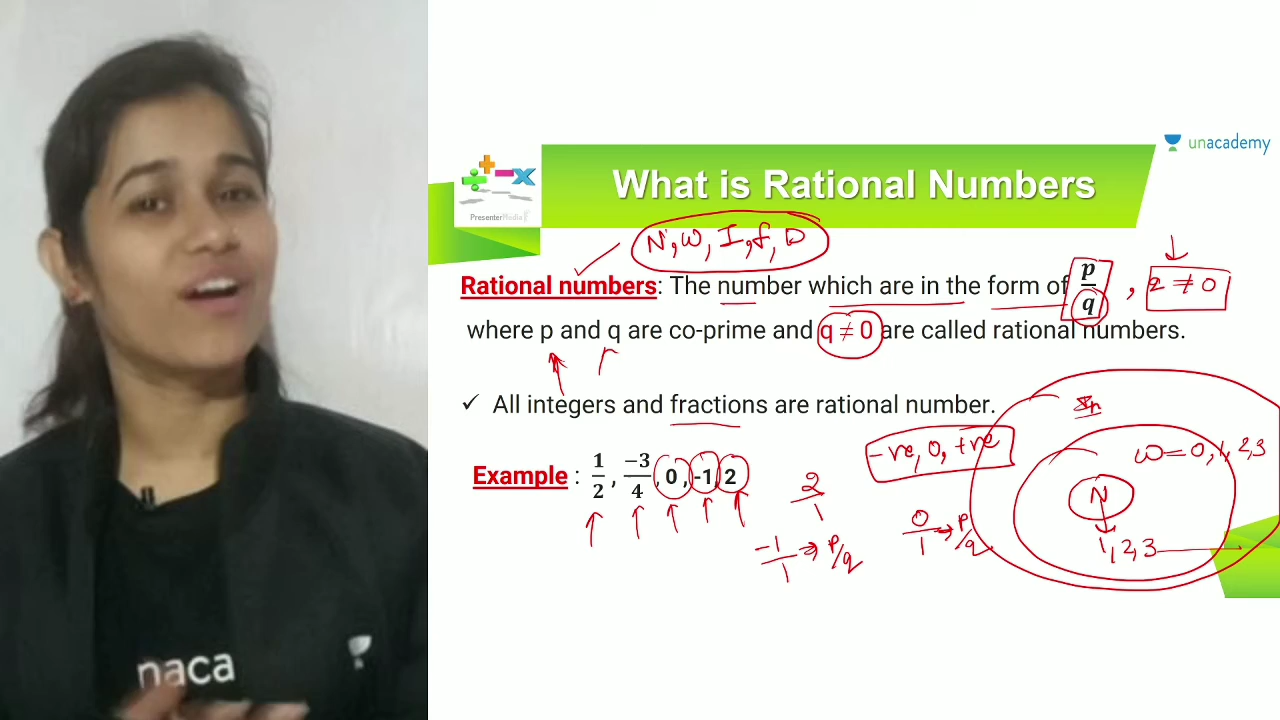 unacademy
What is Rational Numbers
PresenterMedia
N, W, I, f, D
Rational numbers: The number which are in the form of p/q , q ≠ 0
where p and q are co-prime and q ≠ 0 are called rational numbers.
✓ All integers and fractions are rational number.
-ve, 0, +ve
W = 0, 1, 2, 3
Example : 1/2 , -3/4 , 0 , -1, 2
2/1
N
0/1 → p/q
-1/1 → p/q
1, 2, 3
naca